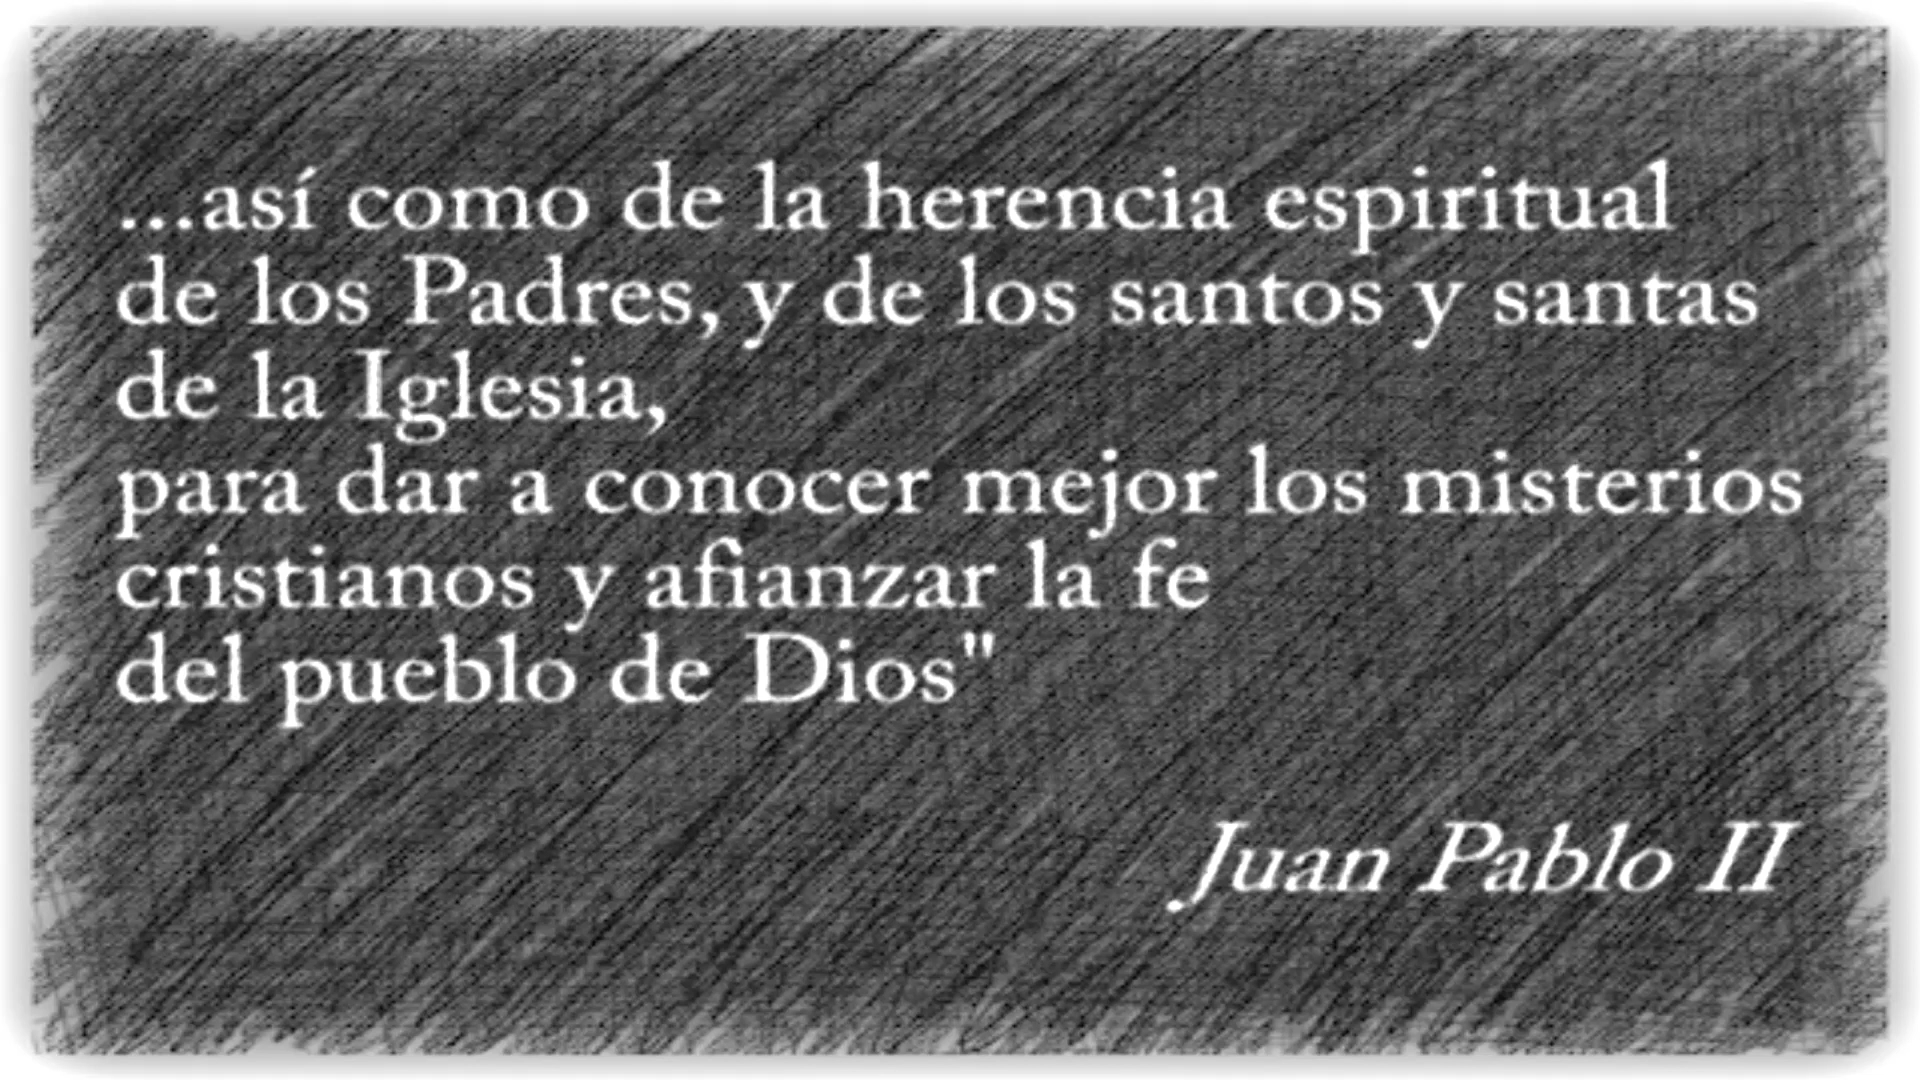 ...así como de la herencia espiritual
de los Padres, y de los santos y santas
de la Iglesia,
para dar a conocer mejor los misterios
cristianos y afianzar la fe
del pueblo de Dios"
Juan Pablo II